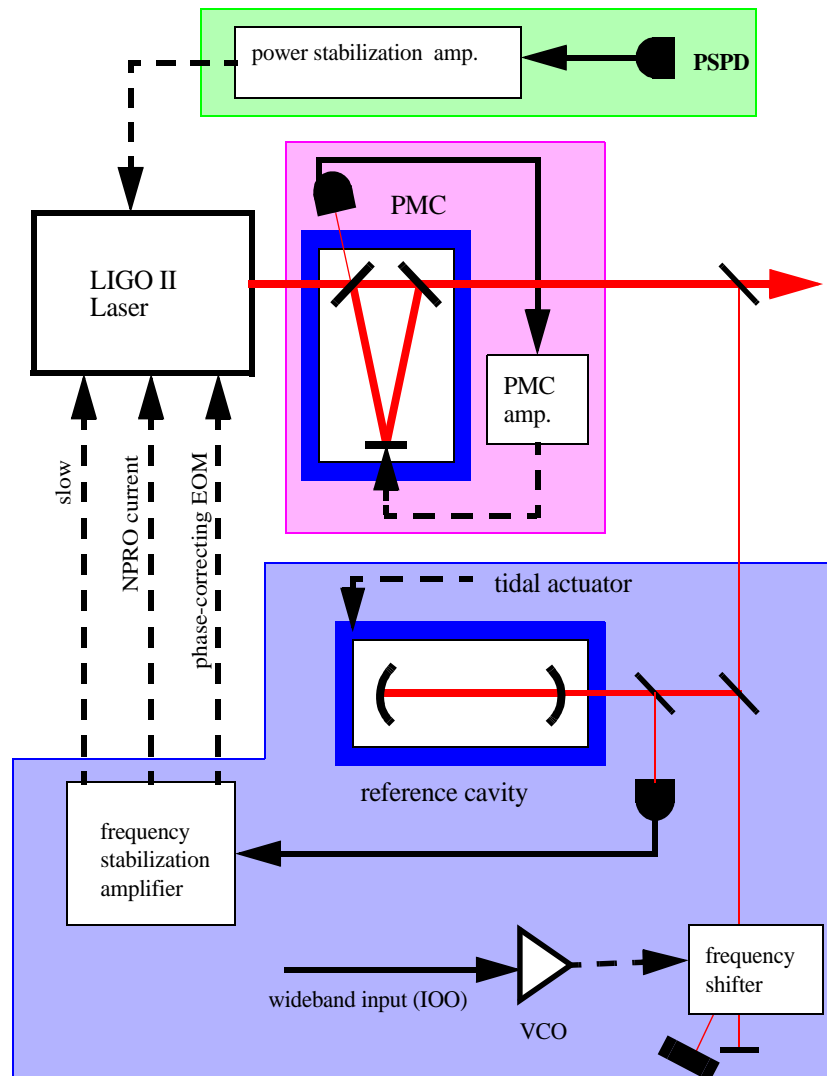 power stabilization amp.
PSPD
PMC
LIGO II
Laser
PMC
amp.
slow
NPRO current
phase-correcting EOM
tidal actuator
reference cavity
frequency
stabilization
amplifier
wideband input (IOO)
VCO
frequency
shifter